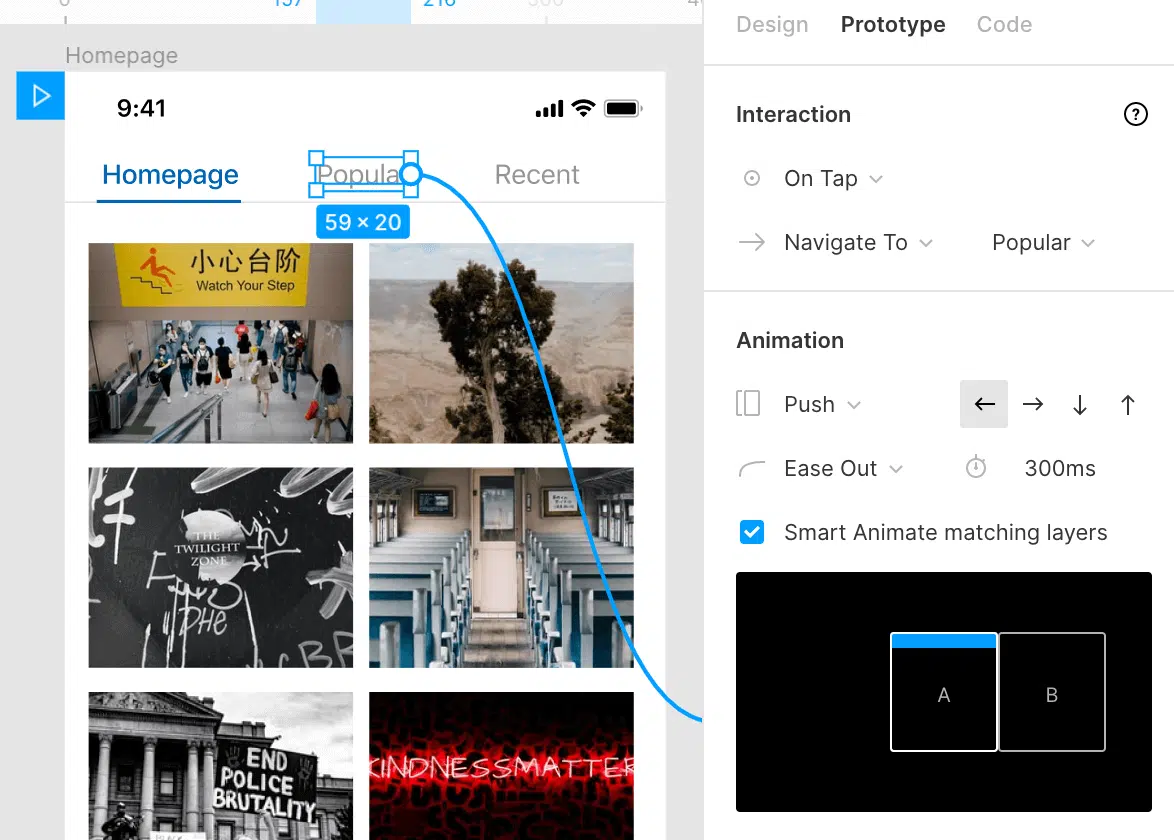 157
216
300
Design
Prototype
Code
Homepage
Interaction
9:41
Homepage
Popula
Recent
On Tap
59 × 20
Navigate To
Popular
小心台阶
Watch Your Step
Animation
Push
Ease Out
300ms
Smart Animate matching layers
THE
TWILIGHT
ZONE
PHE
A
B
END
POLICE
BRUTALITY
KINDNESSMATTER